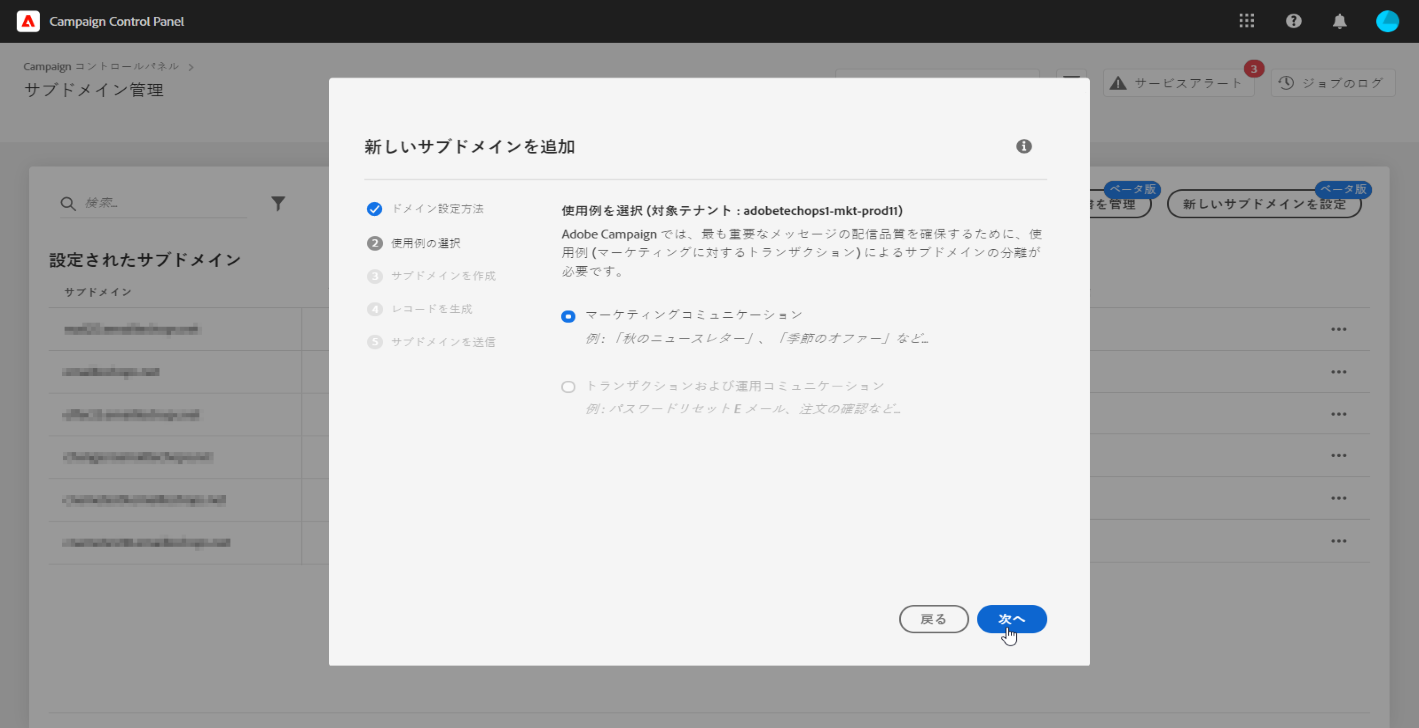 Campaign Control Panel
Campaign コントロールパネル
サブドメイン管理
3
サービスアラート
ジョブのログ
検索...
ベータ版
を管理
ベータ版
新しいサブドメインを設定
設定されたサブドメイン
サブドメイン
新しいサブドメインを追加
ドメイン設定方法
2 使用例の選択
3 サブドメインを作成
4 レコードを生成
5 サブドメインを送信
使用例を選択 (対象テナント : adobetechops1-mkt-prod11)
Adobe Campaign では、最も重要なメッセージの配信品質を確保するために、使
用例 (マーケティングに対するトランザクション) によるサブドメインの分離が
必要です。
マーケティングコミュニケーション
例 : 「秋のニュースレター」、「季節のオファー」など...
トランザクションおよび運用コミュニケーション
例 : パスワードリセット E メール、注文の確認など...
戻る
次へ